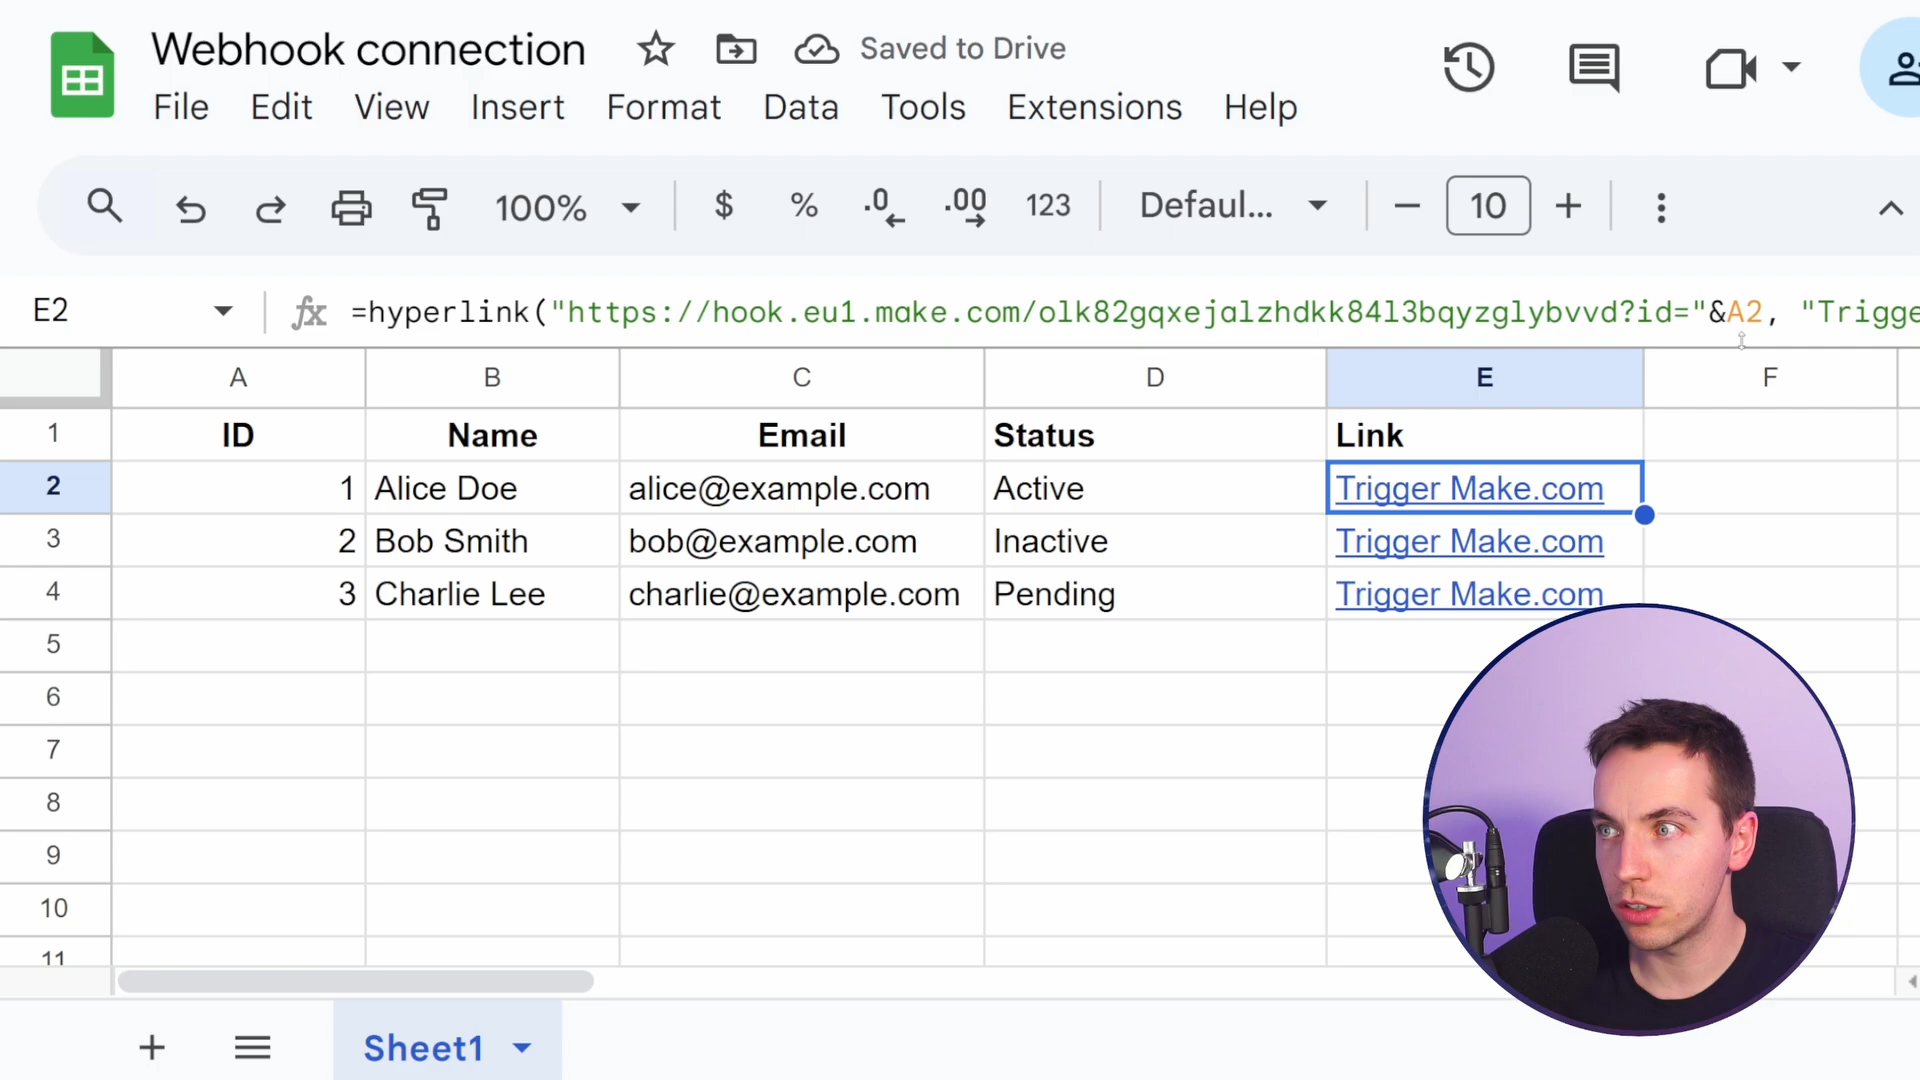 Webhook connection Saved to Drive
File Edit View Insert Format Data Tools Extensions Help
100% $ % .0 .00 123 Defaul... 10
E2 =hyperlink("https://hook.eu1.make.com/olk82gqxejalzhdkk84l3bqyzglybvvd?id="&A2, "Trigge
A B C D E F
1 ID Name Email Status Link
2 1 Alice Doe alice@example.com Active Trigger Make.com
3 2 Bob Smith bob@example.com Inactive Trigger Make.com
4 3 Charlie Lee charlie@example.com Pending Trigger Make.com
5
6
7
8
9
10
11
Sheet1